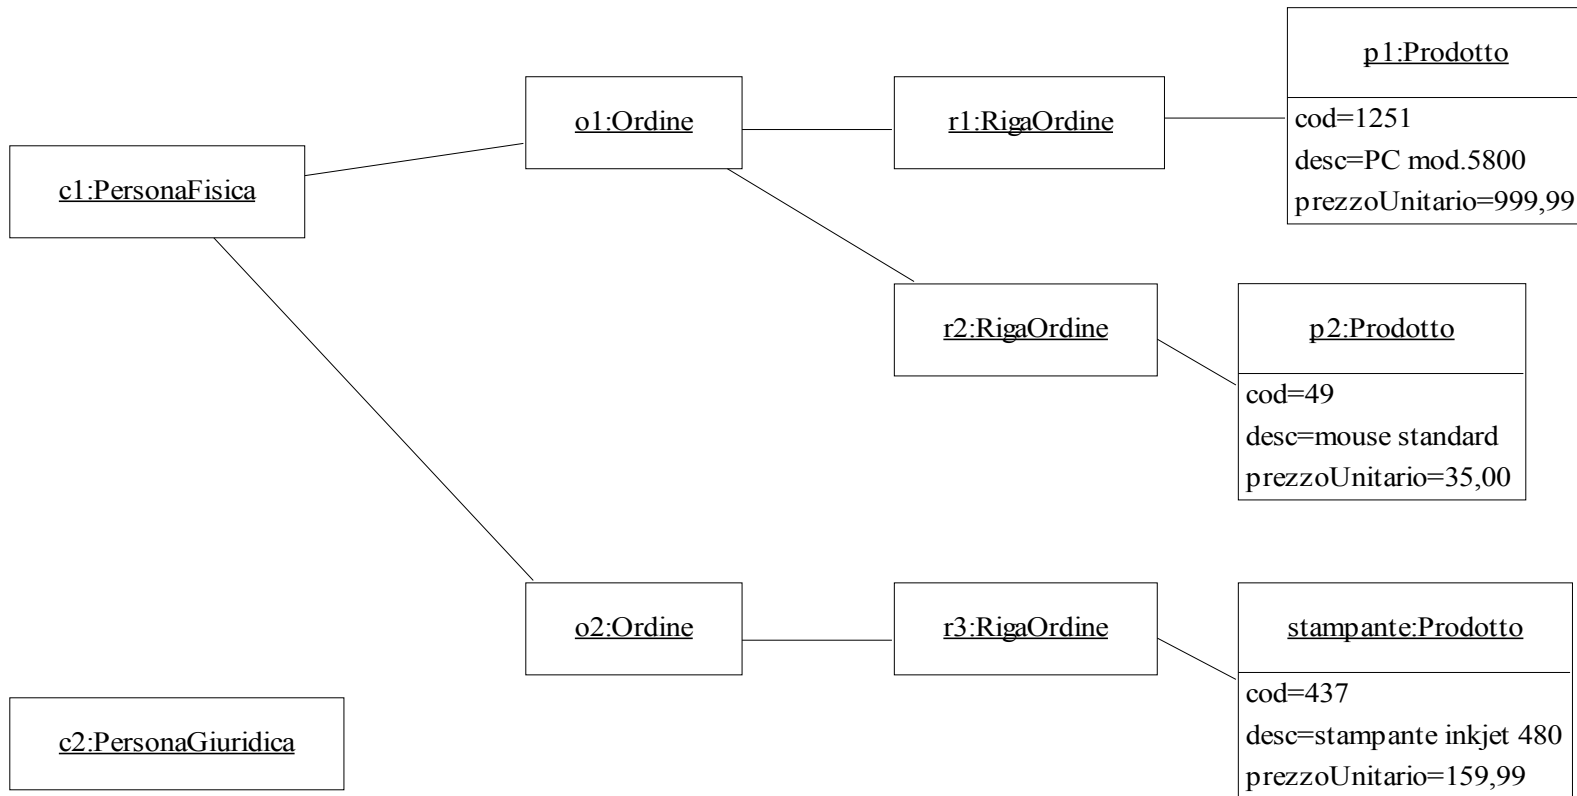 p1:Prodotto
cod=1251
desc=PC mod.5800
prezzoUnitario=999,99
o1:Ordine
r1:RigaOrdine
c1:PersonaFisica
r2:RigaOrdine
p2:Prodotto
cod=49
desc=mouse standard
prezzoUnitario=35,00
o2:Ordine
r3:RigaOrdine
stampante:Prodotto
cod=437
desc=stampante inkjet 480
prezzoUnitario=159,99
c2:PersonaGiuridica